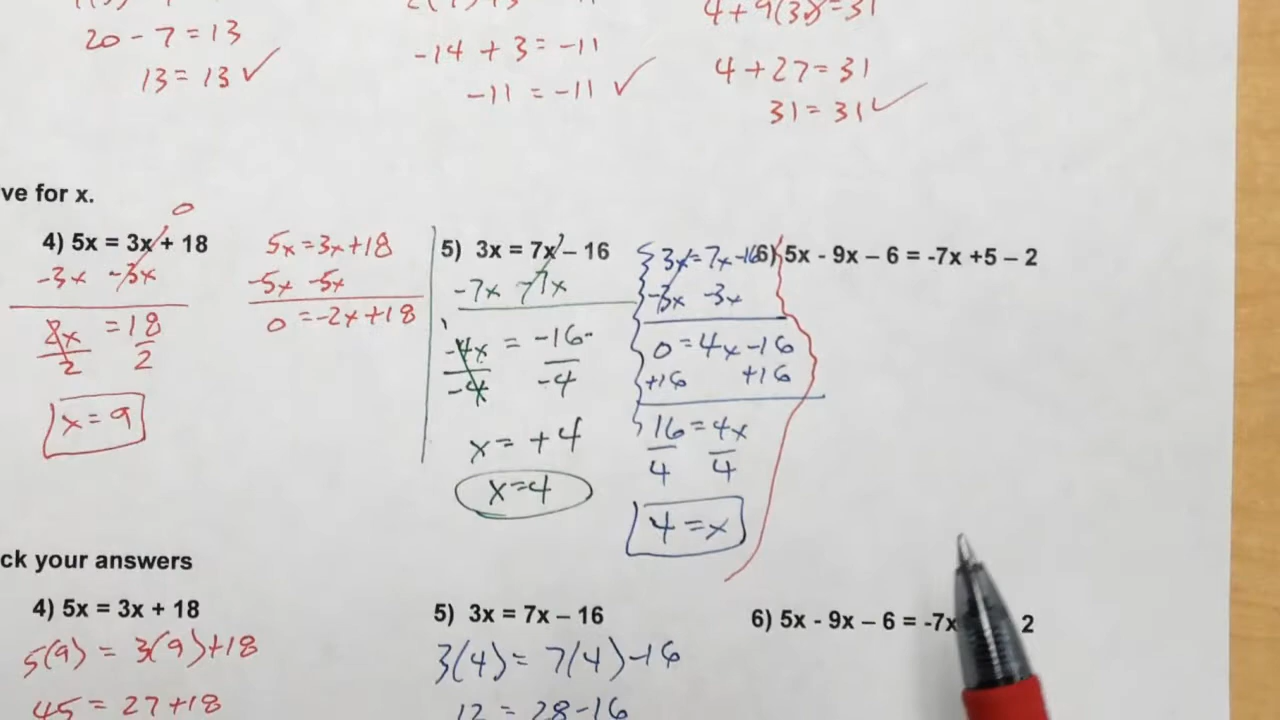 20 - 7 = 13
13 = 13 ✓
-14 + 3 = -11
-11 = -11 ✓
4 + 27 = 31
31 = 31 ✓
ve for x.
0
4) 5x = 3x + 18
-3x -3x
2x = 18
2 2
x = 9
5x = 3x + 18
-5x -5x
0 = -2x + 18
5) 3x = 7x – 16
-7x -7x
-4x = -16
-4 -4
x = +4
x = 4
3x = 7x - 16
-3x -3x
0 = 4x - 16
+16 +16
16 = 4x
4 4
4 = x
6) 5x - 9x – 6 = -7x +5 – 2
ck your answers
4) 5x = 3x + 18
5(9) = 3(9) + 18
45 = 27 + 18
5) 3x = 7x – 16
3(4) = 7(4) - 16
12 = 28 - 16
6) 5x - 9x – 6 = -7x 2